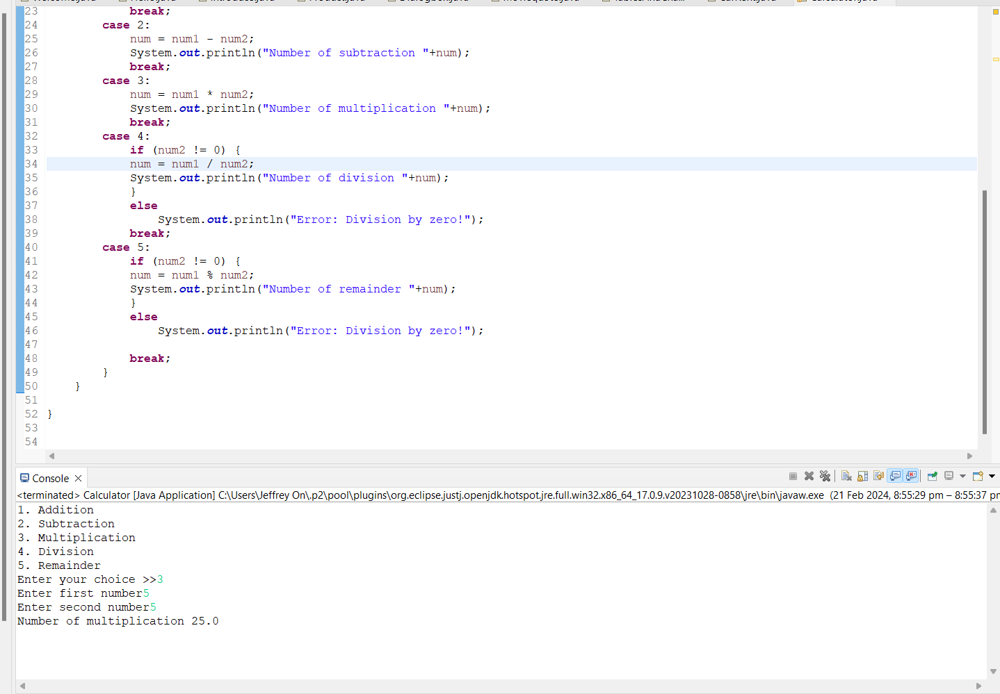 23 break;
24 case 2:
25 num = num1 - num2;
26 System.out.println("Number of subtraction "+num);
27 break;
28 case 3:
29 num = num1 * num2;
30 System.out.println("Number of multiplication "+num);
31 break;
32 case 4:
33 if (num2 != 0) {
34 num = num1 / num2;
35 System.out.println("Number of division "+num);
36 }
37 else
38 System.out.println("Error: Division by zero!");
39 break;
40 case 5:
41 if (num2 != 0) {
42 num = num1 % num2;
43 System.out.println("Number of remainder "+num);
44 }
45 else
46 System.out.println("Error: Division by zero!");
47
48 break;
49 }
50 }
51
52 }
53
54
Console
<terminated> Calculator [Java Application] C:\Users\Jeffrey On\.p2\pool\plugins\org.eclipse.justj.openjdk.hotspot.jre.full.win32.x86_64_17.0.9.v20231028-0858\jre\bin\javaw.exe (21 Feb 2024, 8:55:29 pm – 8:55:37 pm
1. Addition
2. Subtraction
3. Multiplication
4. Division
5. Remainder
Enter your choice >>3
Enter first number5
Enter second number5
Number of multiplication 25.0